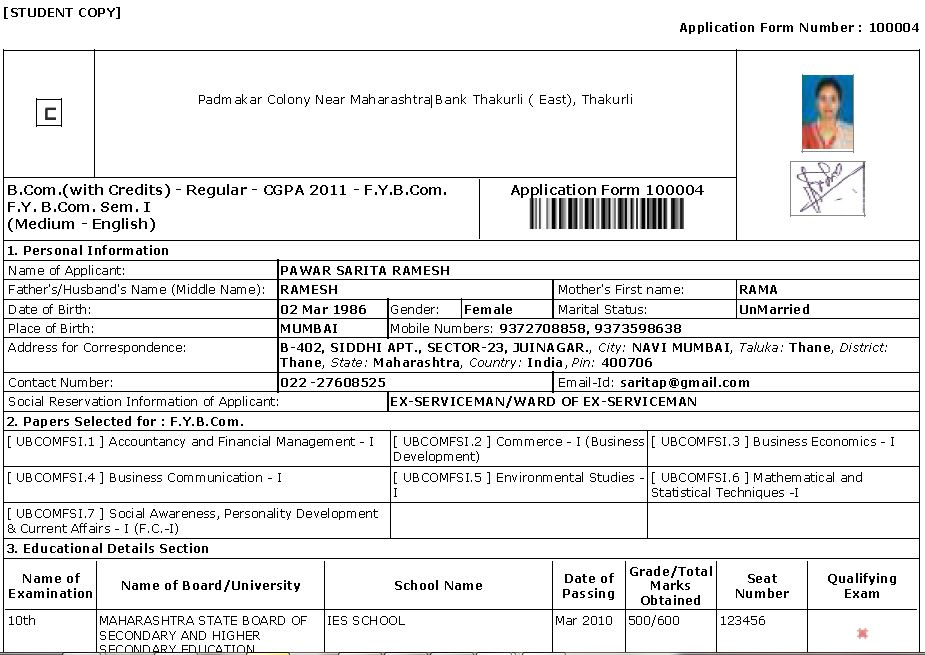 [STUDENT COPY]
Application Form Number : 100004
C
Padmakar Colony Near Maharashtra|Bank Thakurli ( East), Thakurli
B.Com.(with Credits) - Regular - CGPA 2011 - F.Y.B.Com.
F.Y. B.Com. Sem. I
(Medium - English)
Application Form 100004
1. Personal Information
Name of Applicant: PAWAR SARITA RAMESH
Father's/Husband's Name (Middle Name): RAMESH Mother's First name: RAMA
Date of Birth: 02 Mar 1986 Gender: Female Marital Status: UnMarried
Place of Birth: MUMBAI Mobile Numbers: 9372708858, 9373598638
Address for Correspondence: B-402, SIDDHI APT., SECTOR-23, JUINAGAR., City: NAVI MUMBAI, Taluka: Thane, District:
Thane, State: Maharashtra, Country: India, Pin: 400706
Contact Number: 022-27608525 Email-Id: saritap@gmail.com
Social Reservation Information of Applicant: EX-SERVICEMAN/WARD OF EX-SERVICEMAN
2. Papers Selected for : F.Y.B.Com.
[ UBCOMFSI.1 ] Accountancy and Financial Management - I
[ UBCOMFSI.2 ] Commerce - I (Business
Development)
[ UBCOMFSI.3 ] Business Economics - I
[ UBCOMFSI.4 ] Business Communication - I
[ UBCOMFSI.5 ] Environmental Studies -
I
[ UBCOMFSI.6 ] Mathematical and
Statistical Techniques -I
[ UBCOMFSI.7 ] Social Awareness, Personality Development
& Current Affairs - I (F.C.-I)
3. Educational Details Section
Name of
Examination
Name of Board/University
School Name
Date of
Passing
Grade/Total
Marks
Obtained
Seat
Number
Qualifying
Exam
10th
MAHARASHTRA STATE BOARD OF
SECONDARY AND HIGHER
SECONDARY EDUCATION
IES SCHOOL
Mar 2010
500/600
123456